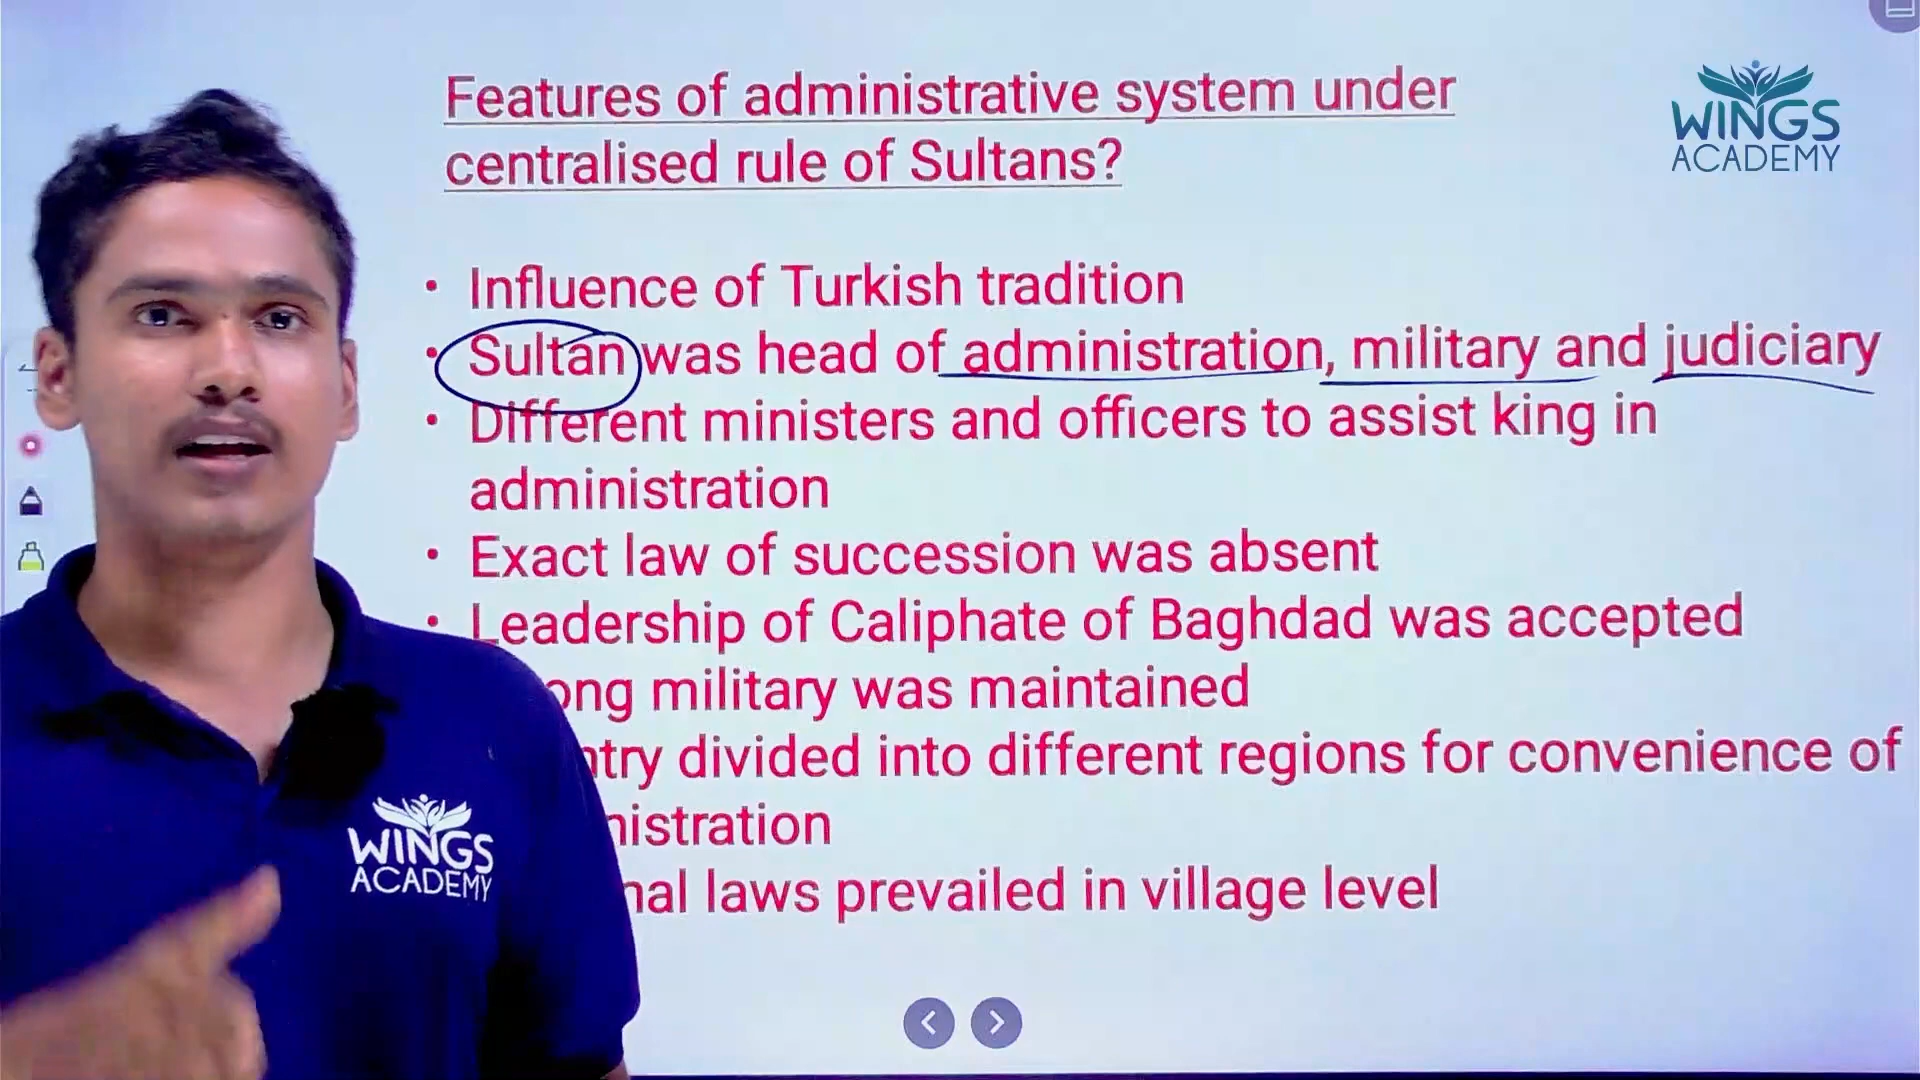 Features of administrative system under
centralised rule of Sultans?
WINGS
ACADEMY
• Influence of Turkish tradition
• Sultan was head of administration, military and judiciary
• Different ministers and officers to assist king in
administration
• Exact law of succession was absent
• Leadership of Caliphate of Baghdad was accepted
military was maintained
divided into different regions for convenience of
laws prevailed in village level
WINGS
ACADEMY